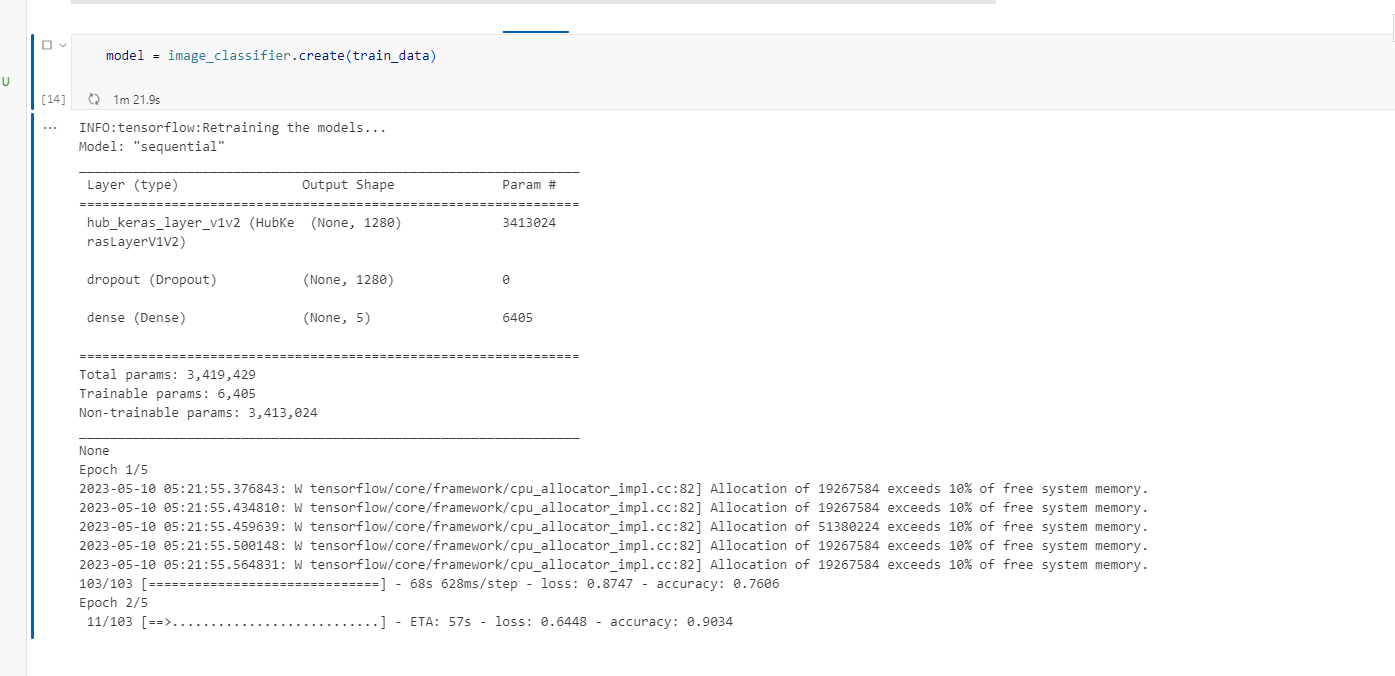 model = image_classifier.create(train_data)
U
[14] 1m 21.9s
... INFO:tensorflow:Retraining the models...
Model: "sequential"
_________________________________________________________________
Layer (type) Output Shape Param #
=================================================================
hub_keras_layer_v1v2 (HubKe (None, 1280) 3413024
rasLayerV1V2)
dropout (Dropout) (None, 1280) 0
dense (Dense) (None, 5) 6405
=================================================================
Total params: 3,419,429
Trainable params: 6,405
Non-trainable params: 3,413,024
_________________________________________________________________
None
Epoch 1/5
2023-05-10 05:21:55.376843: W tensorflow/core/framework/cpu_allocator_impl.cc:82] Allocation of 19267584 exceeds 10% of free system memory.
2023-05-10 05:21:55.434810: W tensorflow/core/framework/cpu_allocator_impl.cc:82] Allocation of 19267584 exceeds 10% of free system memory.
2023-05-10 05:21:55.459639: W tensorflow/core/framework/cpu_allocator_impl.cc:82] Allocation of 51380224 exceeds 10% of free system memory.
2023-05-10 05:21:55.500148: W tensorflow/core/framework/cpu_allocator_impl.cc:82] Allocation of 19267584 exceeds 10% of free system memory.
2023-05-10 05:21:55.564831: W tensorflow/core/framework/cpu_allocator_impl.cc:82] Allocation of 19267584 exceeds 10% of free system memory.
103/103 [==============================] - 68s 628ms/step - loss: 0.8747 - accuracy: 0.7606
Epoch 2/5
11/103 [==>...........................] - ETA: 57s - loss: 0.6448 - accuracy: 0.9034